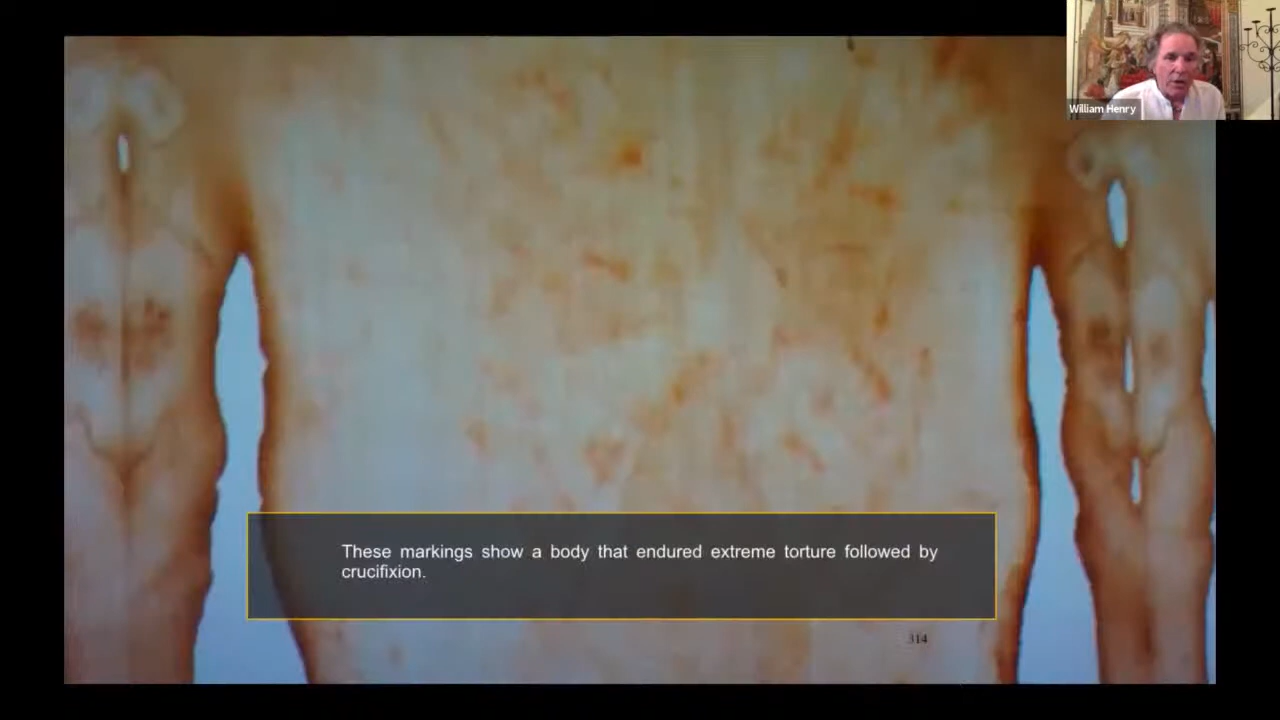 William Henry
These markings show a body that endured extreme torture followed by
crucifixion.
314